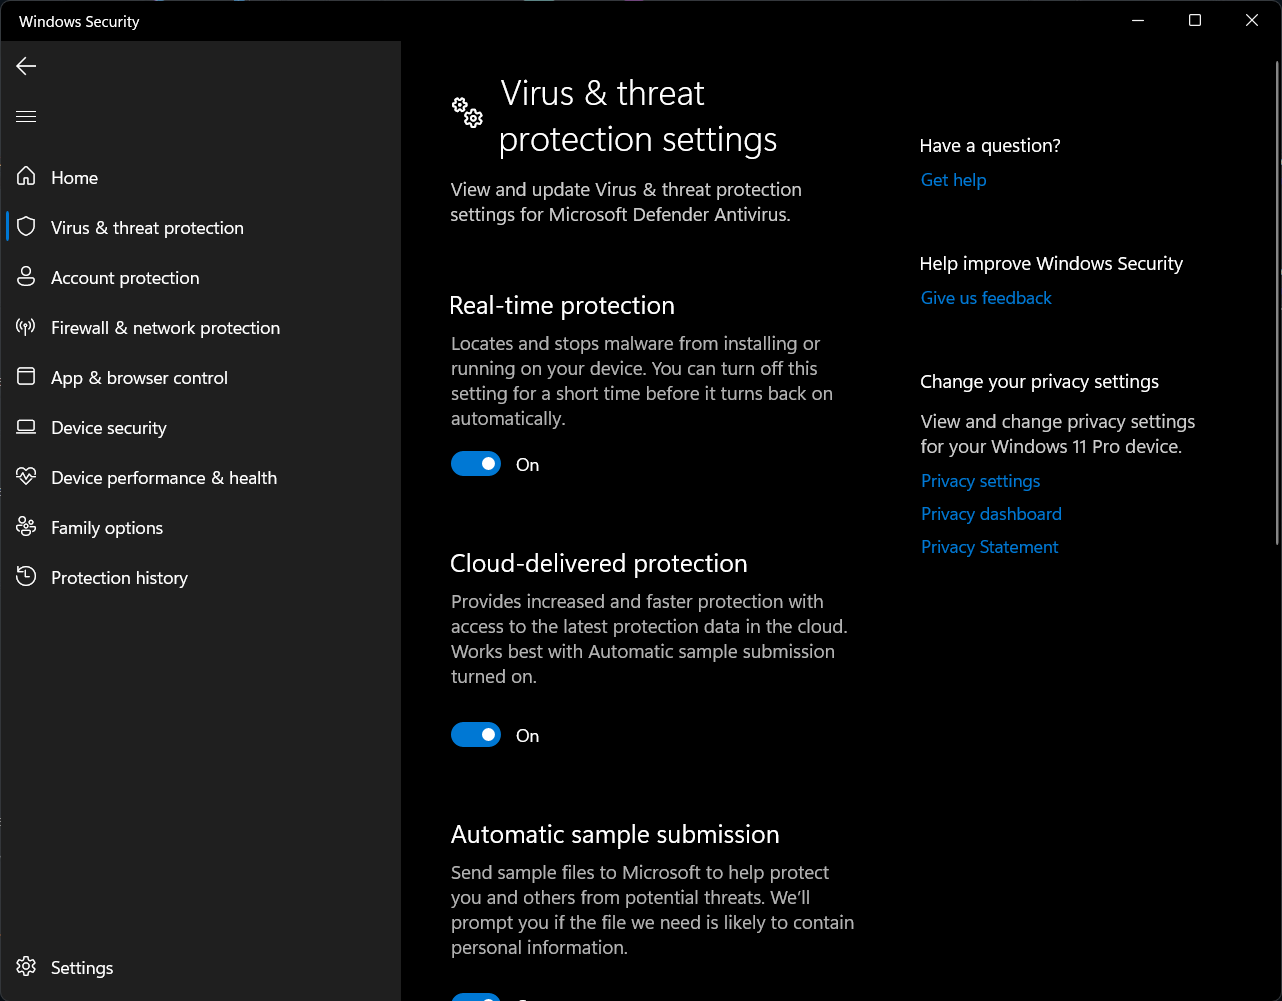 Windows Security
Home
Virus & threat protection
Account protection
Firewall & network protection
App & browser control
Device security
Device performance & health
Family options
Protection history
Settings
Virus & threat
protection settings
View and update Virus & threat protection
settings for Microsoft Defender Antivirus.
Real-time protection
Locates and stops malware from installing or
running on your device. You can turn off this
setting for a short time before it turns back on
automatically.
On
Cloud-delivered protection
Provides increased and faster protection with
access to the latest protection data in the cloud.
Works best with Automatic sample submission
turned on.
On
Automatic sample submission
Send sample files to Microsoft to help protect
you and others from potential threats. We’ll
prompt you if the file we need is likely to contain
personal information.
Have a question?
Get help
Help improve Windows Security
Give us feedback
Change your privacy settings
View and change privacy settings
for your Windows 11 Pro device.
Privacy settings
Privacy dashboard
Privacy Statement